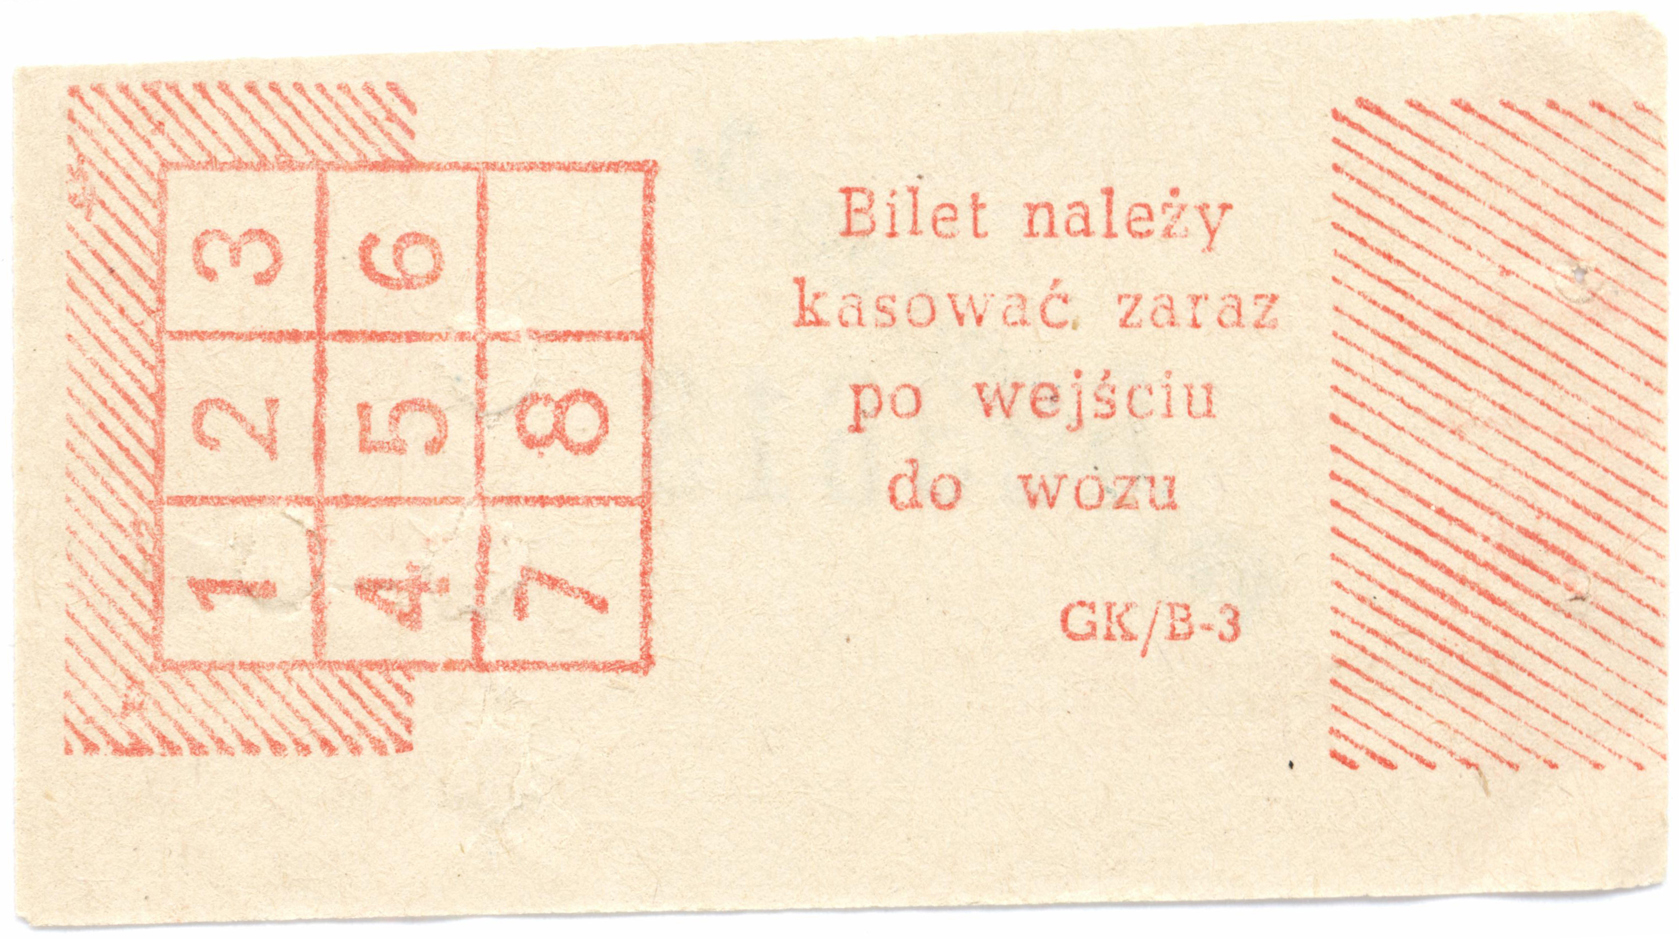 3 6
2 5 8
1 4 7
Bilet należy
kasować zaraz
po wejściu
do wozu
GK/B-3